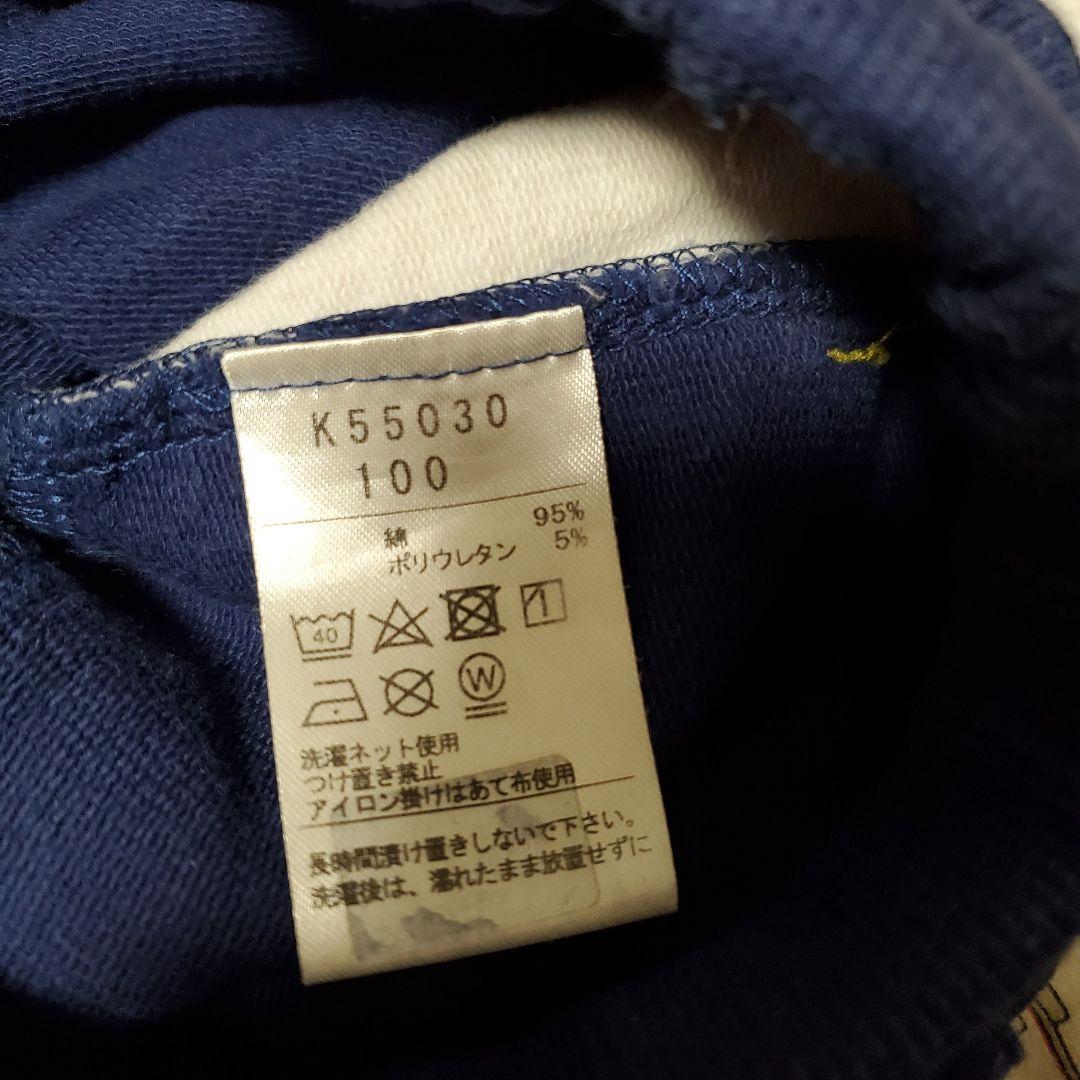 K55030
100
綿 95%
ポリウレタン 5%
40
1
W
洗濯ネット使用
つけ置き禁止
アイロン掛けはあて布使用
長時間漬け置きしないで下さい。
洗濯後は、濡れたまま放置せずに